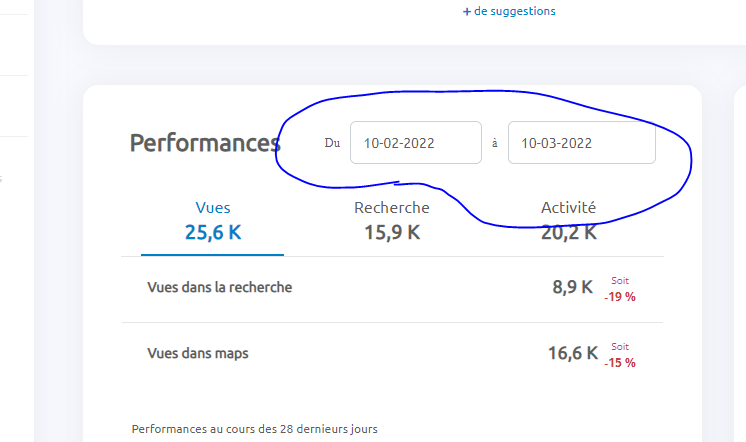 + de suggestions
Performances Du 10-02-2022 à 10-03-2022
Vues Recherche Activité
25,6 K 15,9 K 20,2 K
Vues dans la recherche 8,9 K Soit -19 %
Vues dans maps 16,6 K Soit -15 %
Performances au cours des 28 dernieurs jours